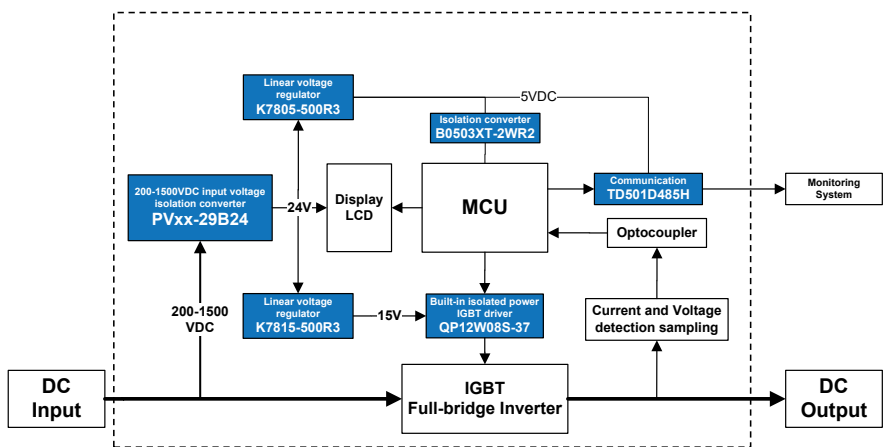 Linear voltage
regulator
K7805-500R3
5VDC
Isolation converter
B0503XT-2WR2
200-1500VDC input voltage
isolation converter
PVxx-29B24
24V
Display
LCD
MCU
Communication
TD501D485H
Monitoring
System
Optocoupler
200-1500
VDC
Linear voltage
regulator
K7815-500R3
15V
Built-in isolated power
IGBT driver
QP12W08S-37
Current and Voltage
detection sampling
DC
Input
IGBT
Full-bridge Inverter
DC
Output